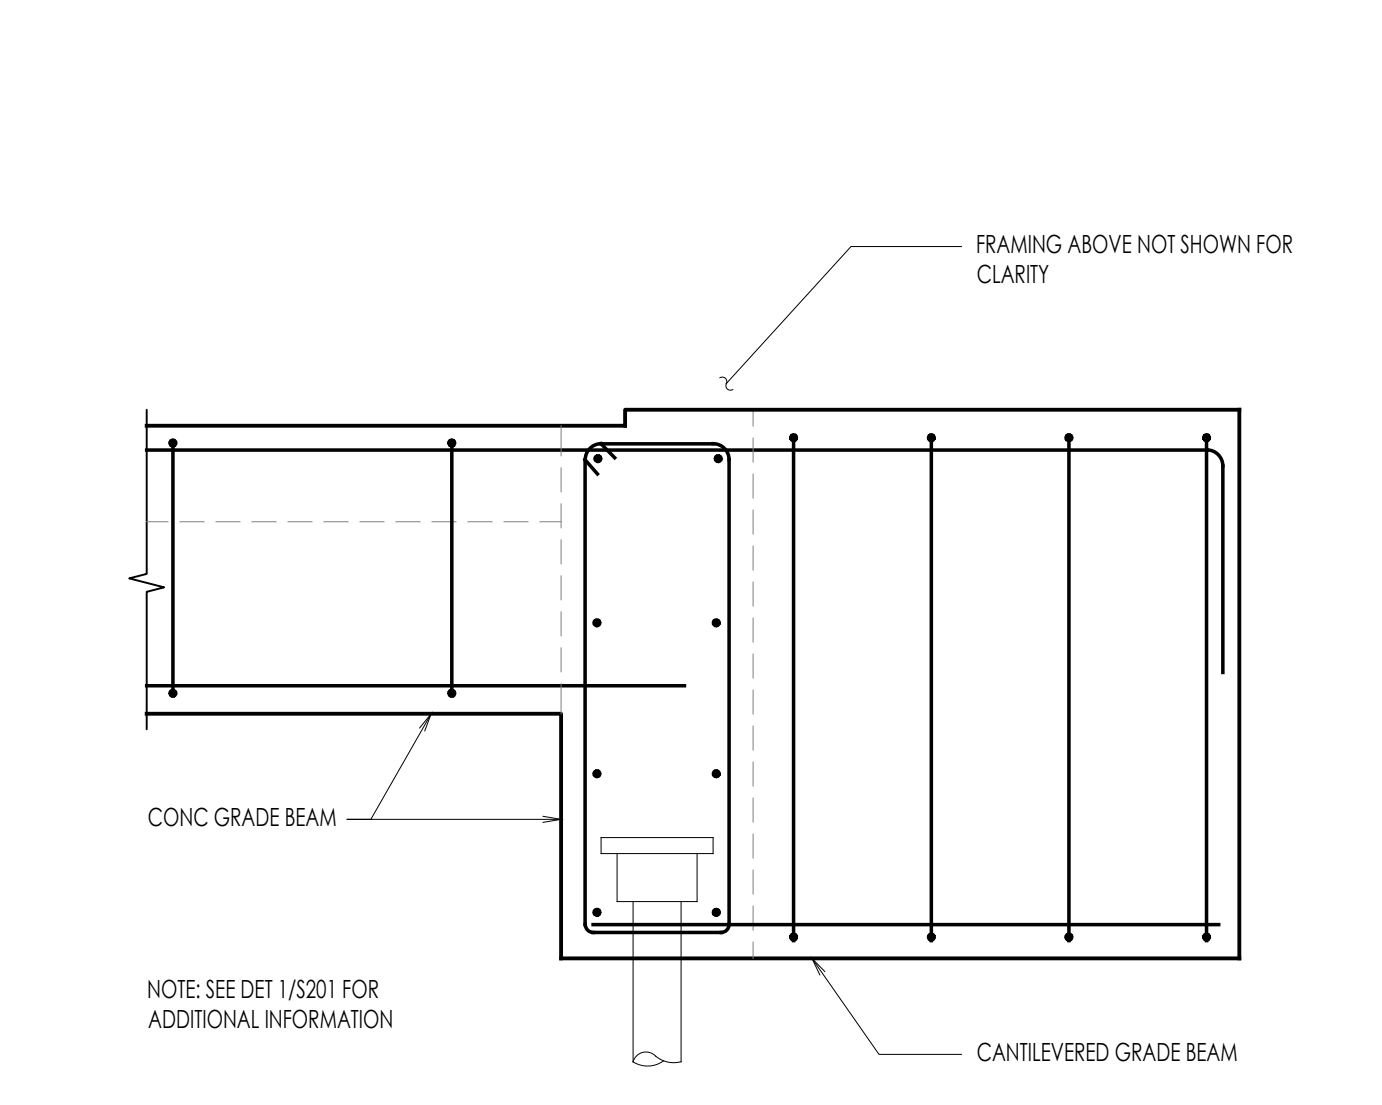 FRAMING ABOVE NOT SHOWN FOR
CLARITY
CONC GRADE BEAM
NOTE: SEE DET 1/S201 FOR
ADDITIONAL INFORMATION
CANTILEVERED GRADE BEAM